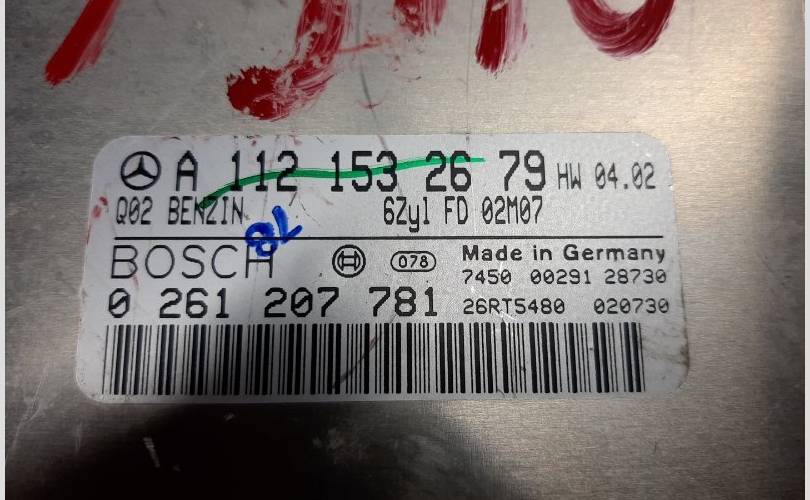 A 112 153 26 79 HW 04.02
Q02 BENZIN 6Zyl FD 02M07
78
BOSCH 078 Made in Germany
7450 00291 28730
0 261 207 781 26RT5480 020730